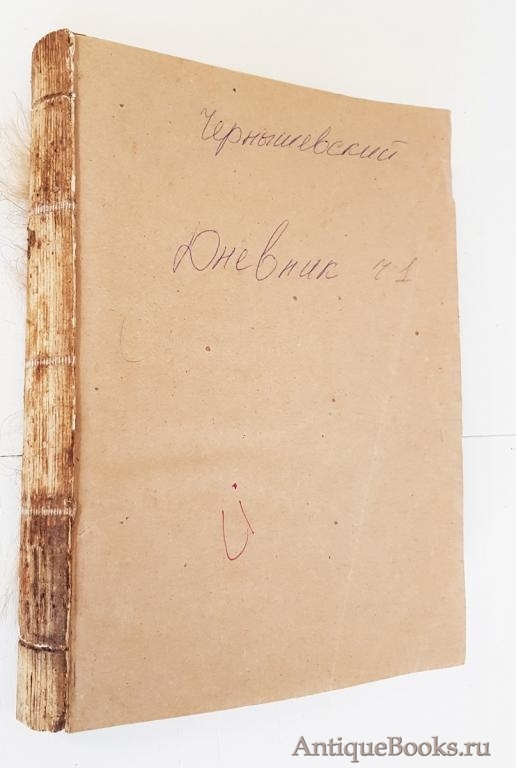 Чернышевский
Дневник ч1
AntiqueBooks.ru